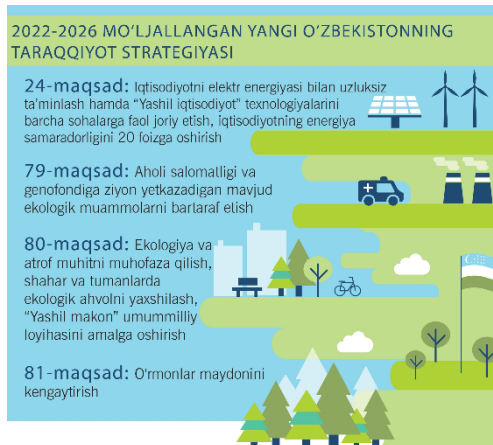 2022-2026 MO‘LJALLANGAN YANGI O‘ZBEKISTONNING
TARAQQIYOT STRATEGIYASI
24-maqsad: Iqtisodiyotni elektr energiyasi bilan uzluksiz
ta’minlash hamda “Yashil iqtisodiyot” texnologiyalarini
barcha sohalarga faol joriy etish, iqtisodiyotning energiya
samaradorligini 20 foizga oshirish
79-maqsad: Aholi salomatligi va
genofondiga ziyon yetkazadigan mavjud
ekologik muammolarni bartaraf etish
80-maqsad: Ekologiya va
atrof muhitni muhofaza qilish,
shahar va tumanlarda
ekologik ahvolni yaxshilash,
“Yashil makon” umummilliy
loyihasini amalga oshirish
81-maqsad: O‘rmonlar maydonini
kengaytirish